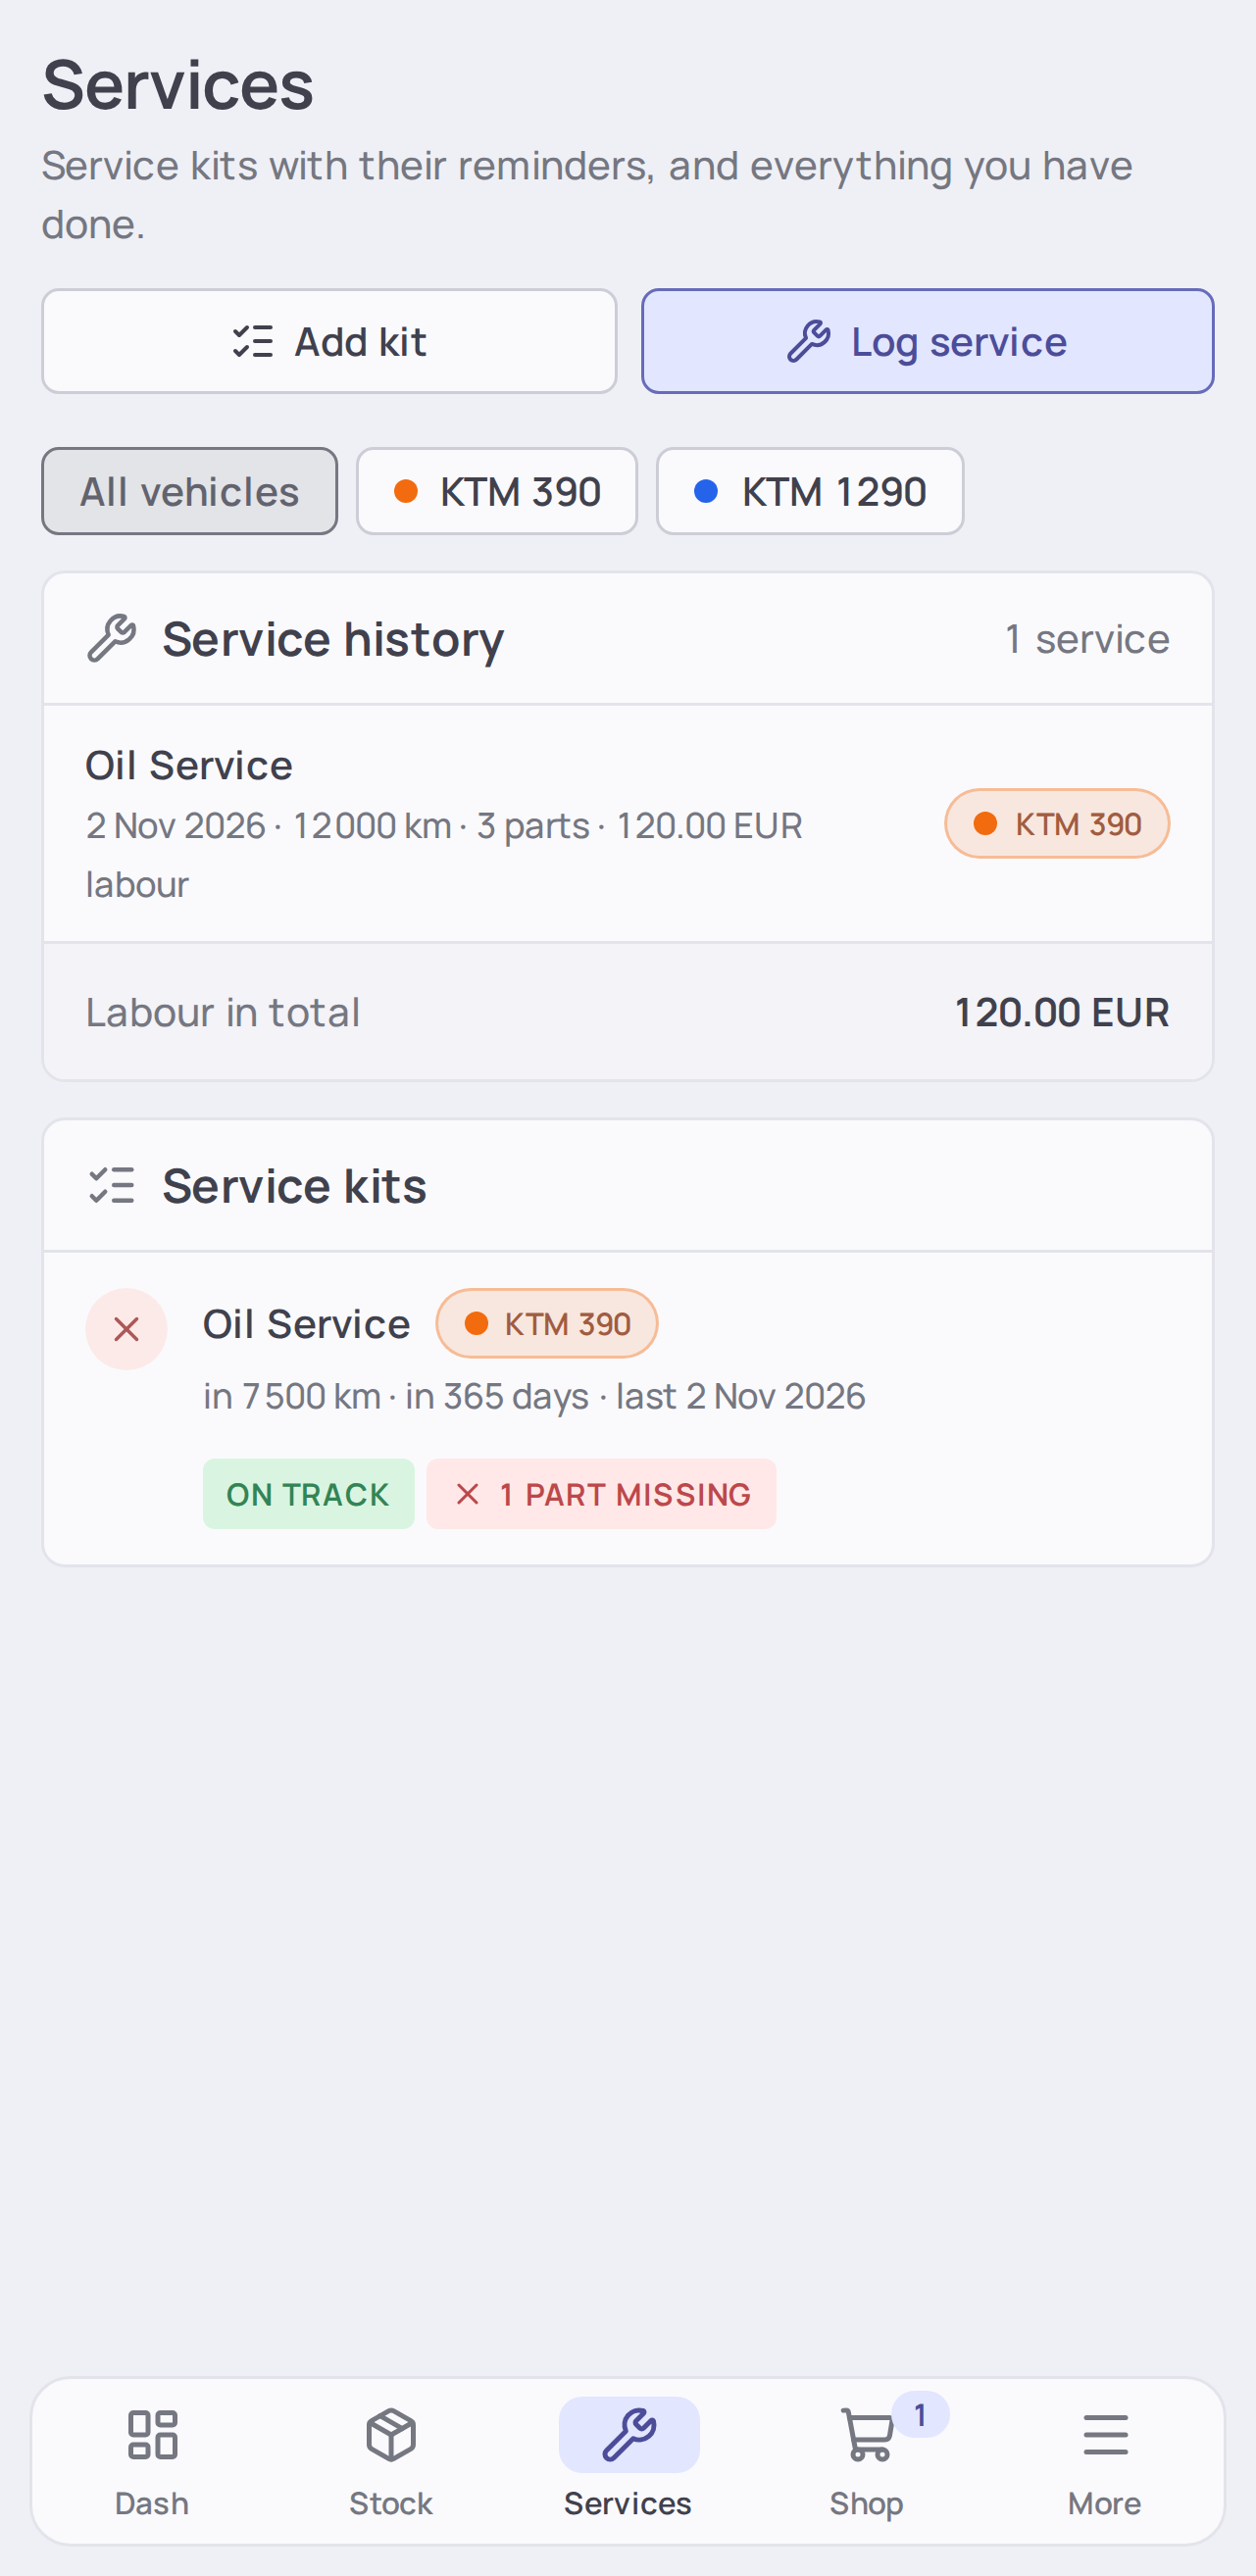 Services
Service kits with their reminders, and everything you have
done.
Add kit
Log service
All vehicles
KTM 390
KTM 1290
Service history
1 service
Oil Service
2 Nov 2026 · 12 000 km · 3 parts · 120.00 EUR
labour
KTM 390
Labour in total
120.00 EUR
Service kits
Oil Service
KTM 390
in 7 500 km · in 365 days · last 2 Nov 2026
ON TRACK
1 PART MISSING
1
Dash
Stock
Services
Shop
More